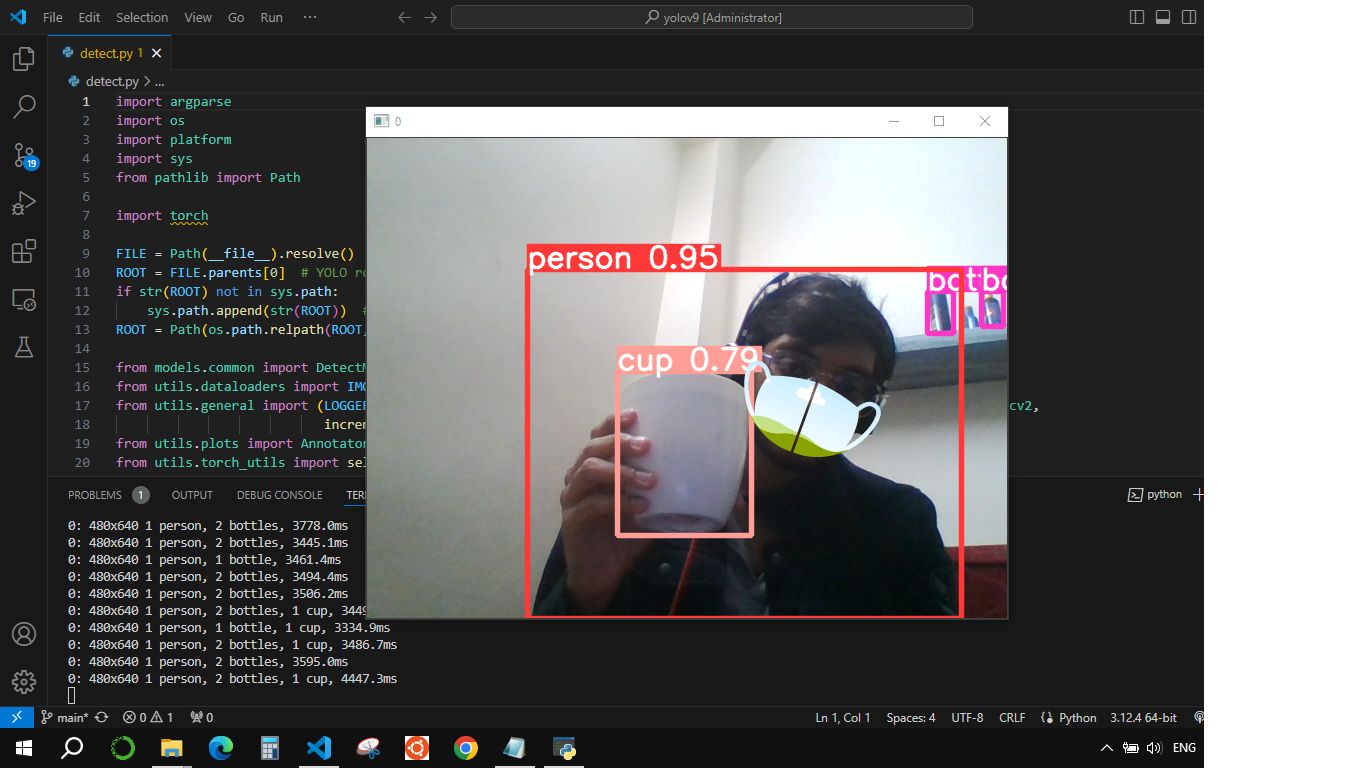 File Edit Selection View Go Run ···
yolov9 [Administrator]
detect.py 1
detect.py > ...
1 import argparse
2 import os
3 import platform
4 import sys
5 from pathlib import Path
6
7 import torch
8
9 FILE = Path(__file__).resolve()
10 ROOT = FILE.parents[0] # YOLO
11 if str(ROOT) not in sys.path:
12 sys.path.append(str(ROOT)) #
13 ROOT = Path(os.path.relpath(ROOT,
14
15 from models.common import DetectM
16 from utils.dataloaders import IMG
17 from utils.general import (LOGGER cv2,
18 increm
19 from utils.plots import Annotator
20 from utils.torch_utils import sel
0
person 0.95
cup 0.79
bot bo
PROBLEMS 1 OUTPUT DEBUG CONSOLE TER
python
0: 480x640 1 person, 2 bottles, 3778.0ms
0: 480x640 1 person, 2 bottles, 3445.1ms
0: 480x640 1 person, 1 bottle, 3461.4ms
0: 480x640 1 person, 2 bottles, 3494.4ms
0: 480x640 1 person, 2 bottles, 3506.2ms
0: 480x640 1 person, 2 bottles, 1 cup, 3449
0: 480x640 1 person, 1 bottle, 1 cup, 3334.9ms
0: 480x640 1 person, 2 bottles, 1 cup, 3486.7ms
0: 480x640 1 person, 2 bottles, 3595.0ms
0: 480x640 1 person, 2 bottles, 1 cup, 4447.3ms
19
main* 0 1 0
Ln 1, Col 1 Spaces: 4 UTF-8 CRLF Python 3.12.4 64-bit
ENG